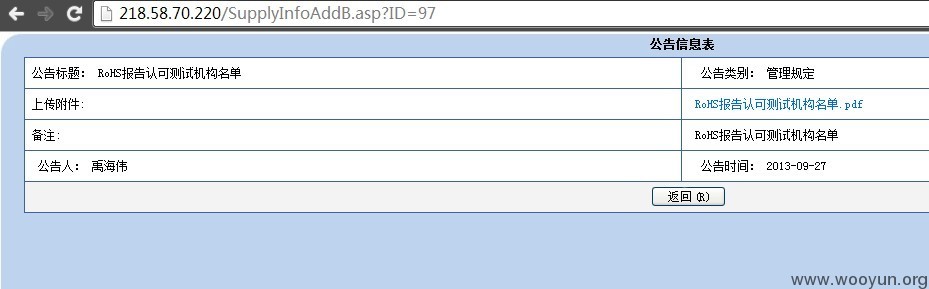 218.58.70.220/SupplyInfoAddB.asp?ID=97
公告信息表
公告标题： RoHS报告认可测试机构名单 公告类别： 管理规定
上传附件: RoHS报告认可测试机构名单.pdf
备注: RoHS报告认可测试机构名单
公告人： 禹海伟 公告时间： 2013-09-27
返回(R)
www.wooyun.org